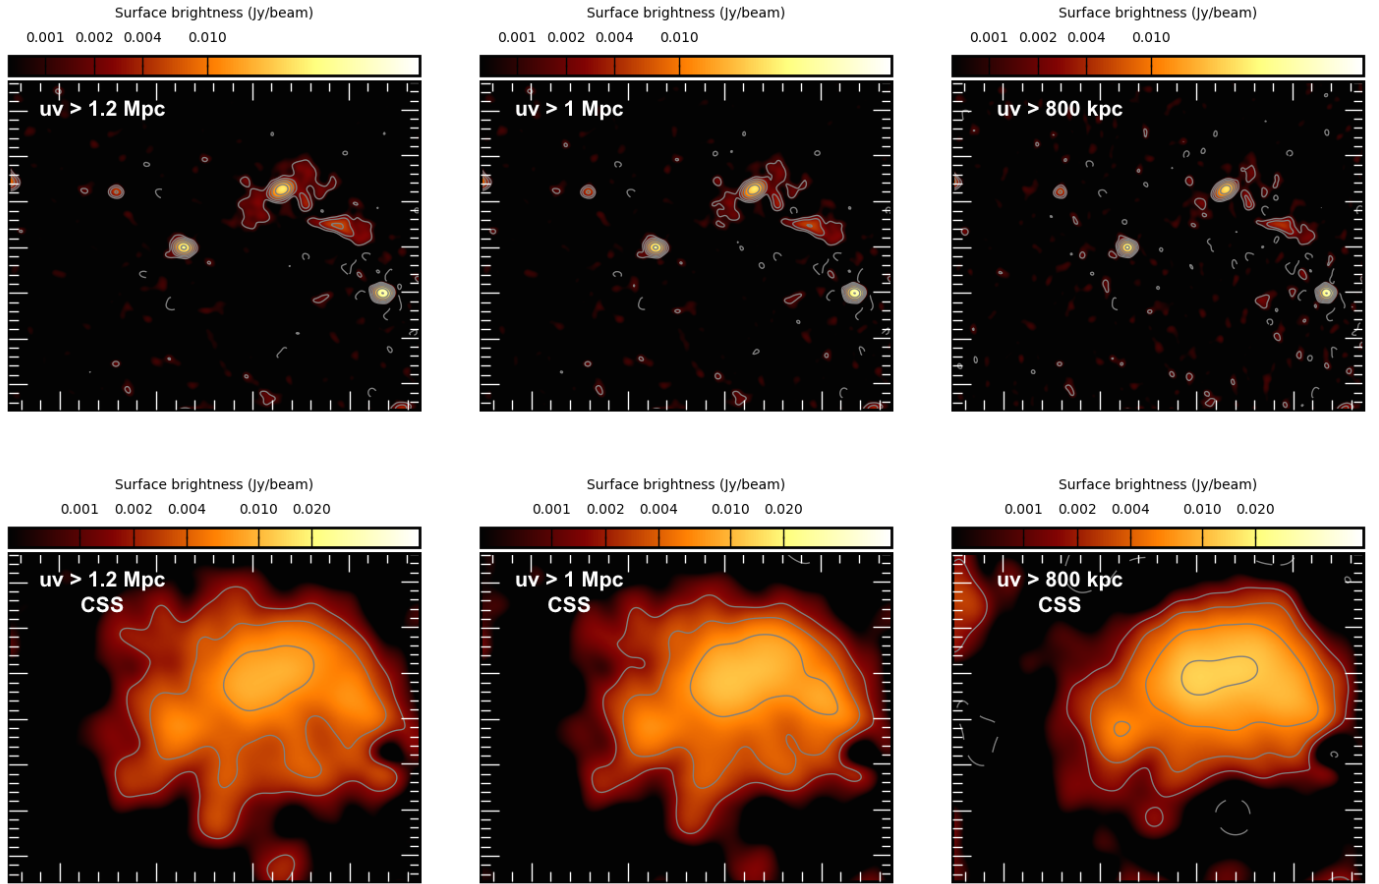 Surface brightness (Jy/beam)
0.001 0.002 0.004 0.010
uv > 1.2 Mpc
Surface brightness (Jy/beam)
0.001 0.002 0.004 0.010
uv > 1 Mpc
Surface brightness (Jy/beam)
0.001 0.002 0.004 0.010
uv > 800 kpc
Surface brightness (Jy/beam)
0.001 0.002 0.004 0.010 0.020
uv > 1.2 Mpc
CSS
Surface brightness (Jy/beam)
0.001 0.002 0.004 0.010 0.020
uv > 1 Mpc
CSS
Surface brightness (Jy/beam)
0.001 0.002 0.004 0.010 0.020
uv > 800 kpc
CSS